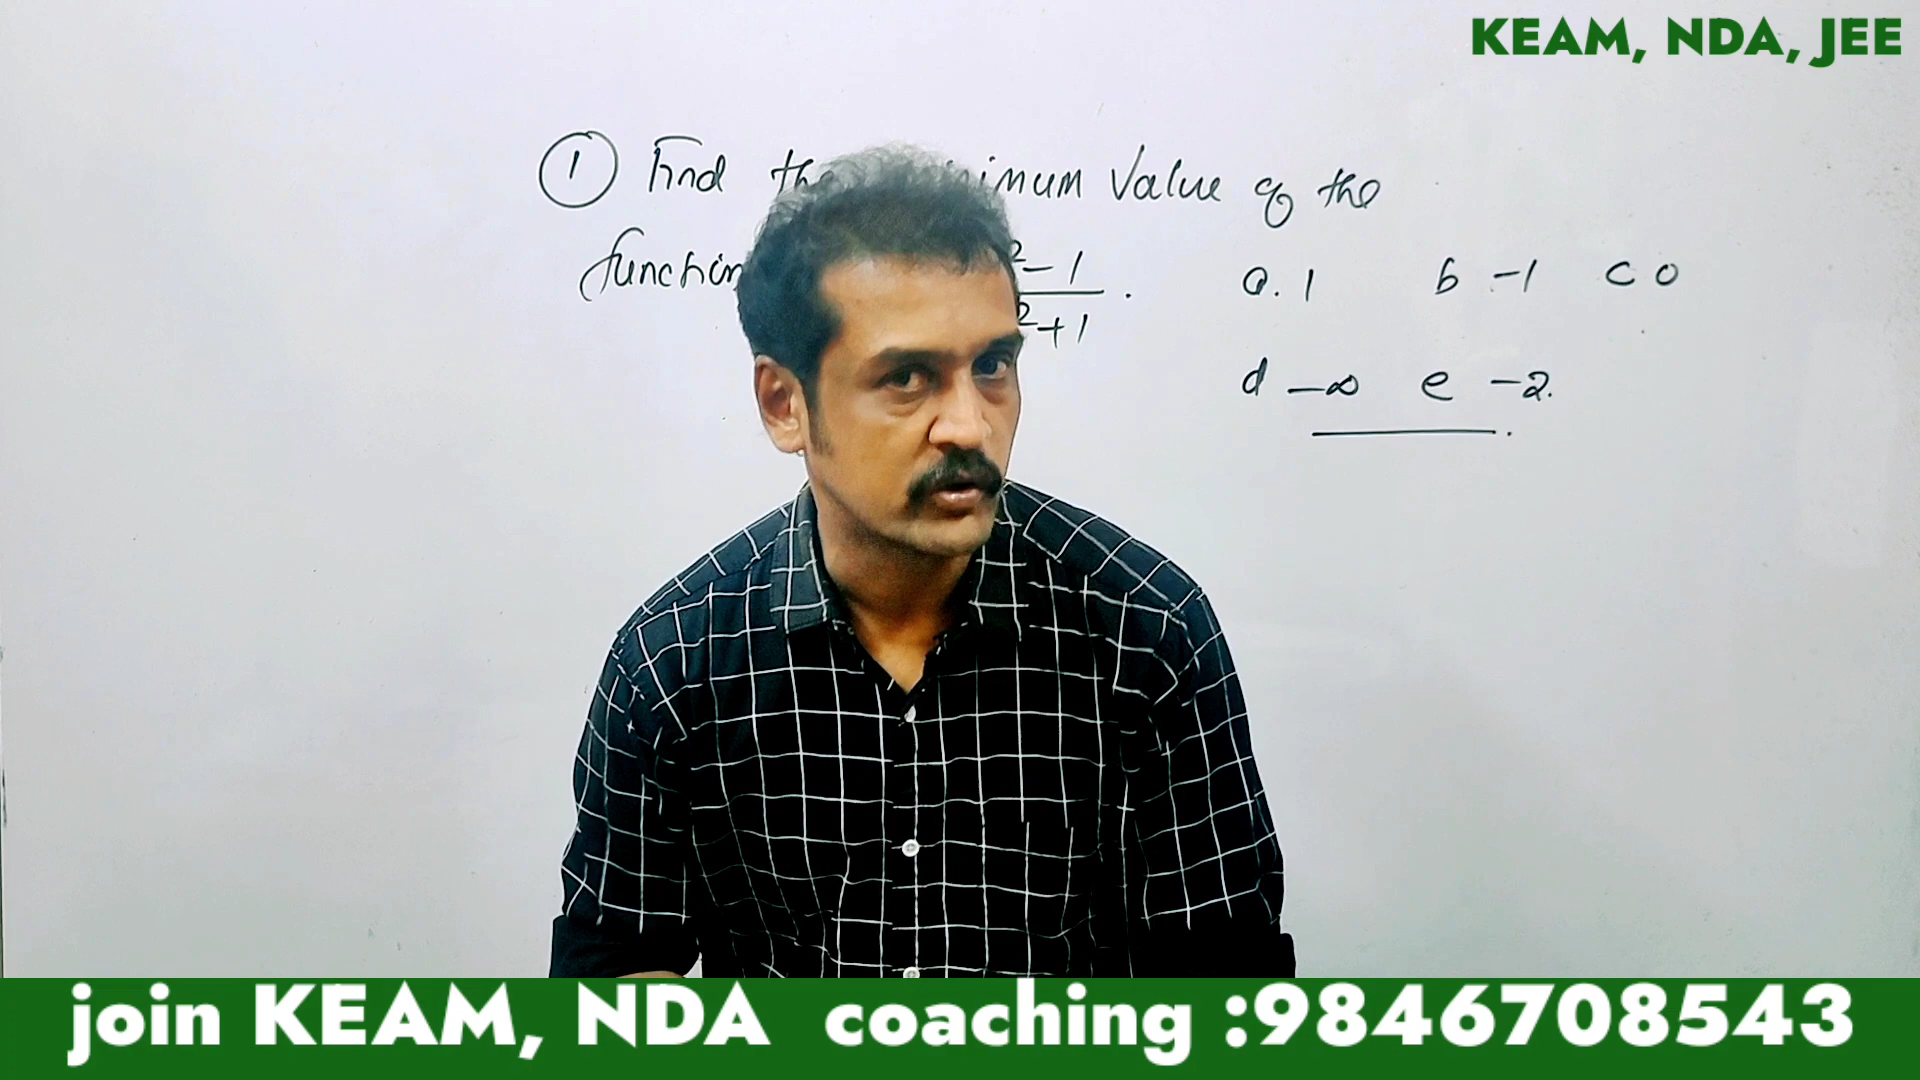 KEAM, NDA, JEE
① Find the value of the
function 2-1
2+1
a. 1 b -1 c 0
d -∞ e -2.
join KEAM, NDA coaching :9846708543